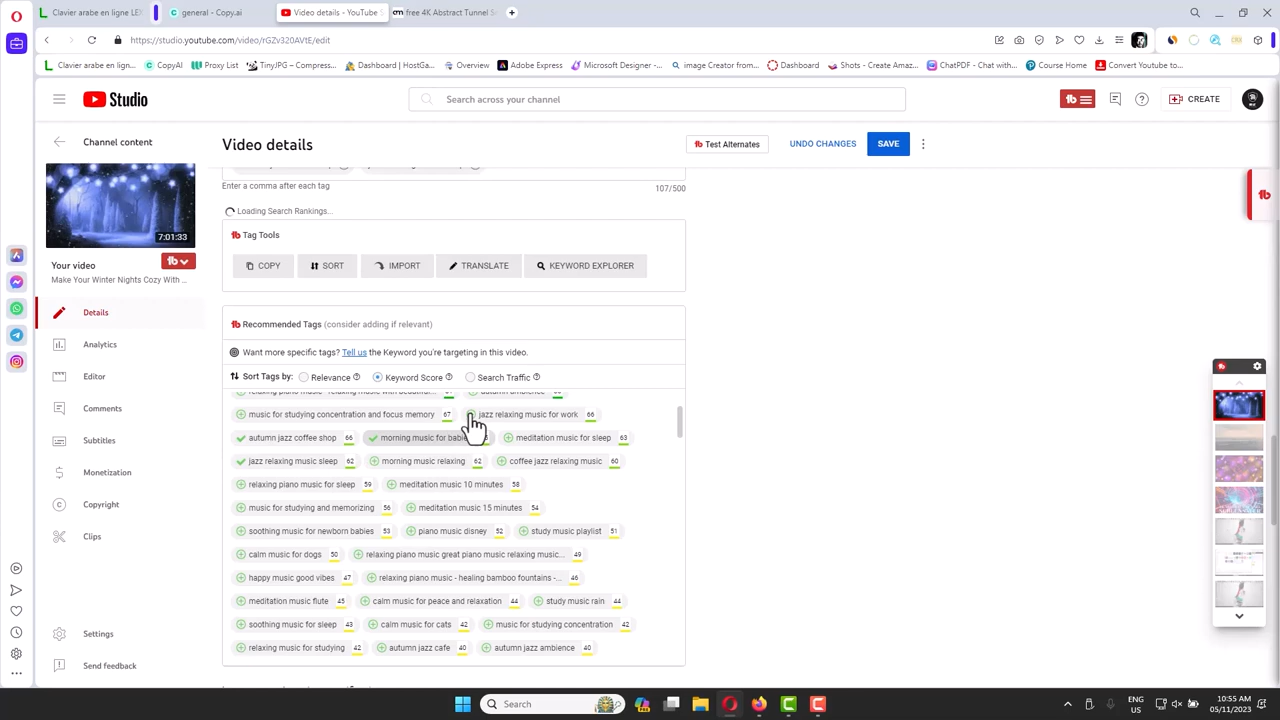 Clavier arabe en ligne LEX
general - Copy.ai
Video details - YouTube S
free 4K Abstract Tunnel S
https://studio.youtube.com/video/rGZv320AVtE/edit
Clavier arabe en lign...
CopyAI
Proxy List
TinyJPG – Compress...
Dashboard | HostGa...
Overview
Adobe Express
Microsoft Designer -...
image Creator from...
Dashboard
Shots - Create Amaz...
ChatPDF - Chat with...
Course Home
Convert Youtube to...
Studio
Search across your channel
CREATE
Channel content
Video details
Test Alternates
UNDO CHANGES
SAVE
7:01:33
Your video
Make Your Winter Nights Cozy With ...
Details
Analytics
Editor
Comments
Subtitles
Monetization
Copyright
Clips
Settings
Send feedback
Enter a comma after each tag
107/500
Loading Search Rankings...
Tag Tools
COPY
SORT
IMPORT
TRANSLATE
KEYWORD EXPLORER
Recommended Tags (consider adding if relevant)
Want more specific tags? Tell us the Keyword you're targeting in this video.
Sort Tags by: Relevance Keyword Score Search Traffic
relaxing piano music - relaxing music with beautiful... autumn ambience
music for studying concentration and focus memory 67 jazz relaxing music for work 66
autumn jazz coffee shop 66 morning music for babies meditation music for sleep 63
jazz relaxing music sleep 62 morning music relaxing 62 coffee jazz relaxing music 60
relaxing piano music for sleep 59 meditation music 10 minutes 58
music for studying and memorizing 56 meditation music 15 minutes 54
soothing music for newborn babies 53 piano music disney 52 study music playlist 51
calm music for dogs 50 relaxing piano music great piano music relaxing music... 49
happy music good vibes 47 relaxing piano music - healing bamboo fountains -... 46
meditation music flute 45 calm music for peace and relaxation 44 study music rain 44
soothing music for sleep 43 calm music for cats 42 music for studying concentration 42
relaxing music for studying 42 autumn jazz cafe 40 autumn jazz ambience 40
Search
ENG
US
10:55 AM
05/11/2023